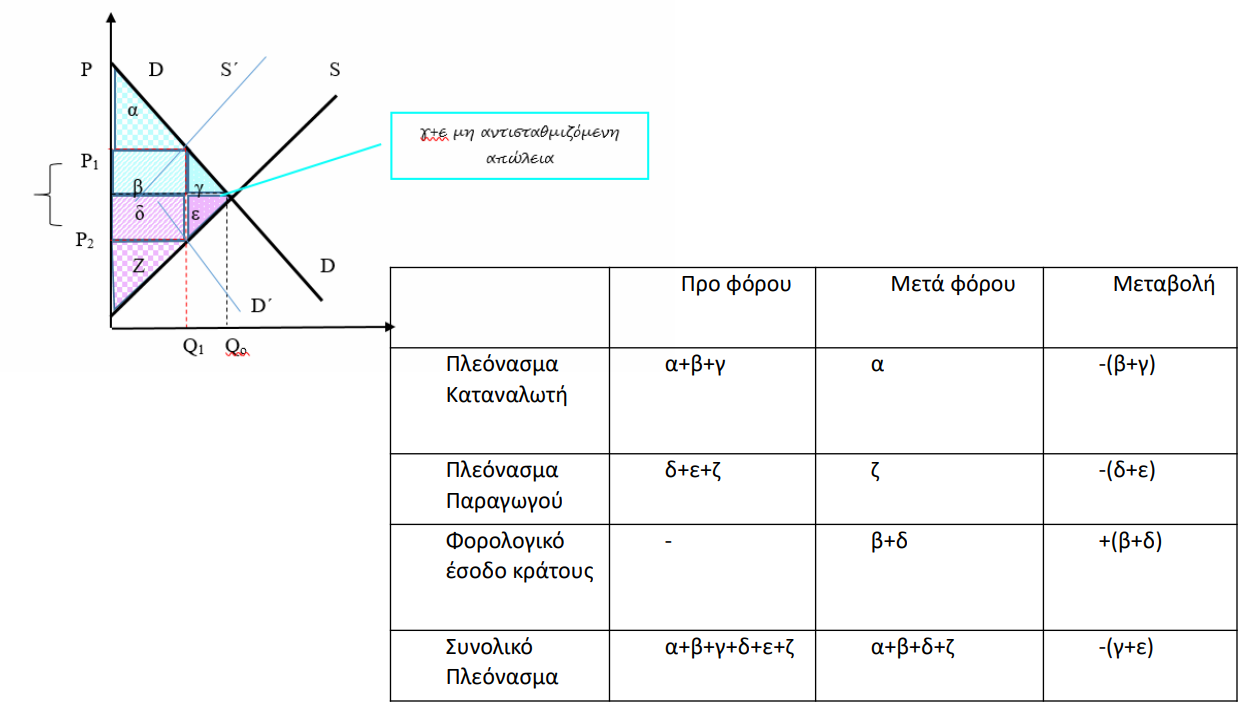 P D S´ S
α
γ+ε μη αντισταθμιζόμενη
απώλεια
P1
β γ
δ ε
P2
Z D
D´
Q1 Qο
Προ φόρου Μετά φόρου Μεταβολή
Πλεόνασμα α+β+γ α -(β+γ)
Καταναλωτή
Πλεόνασμα δ+ε+ζ ζ -(δ+ε)
Παραγωγού
Φορολογικό - β+δ +(β+δ)
έσοδο κράτους
Συνολικό α+β+γ+δ+ε+ζ α+β+δ+ζ -(γ+ε)
Πλεόνασμα